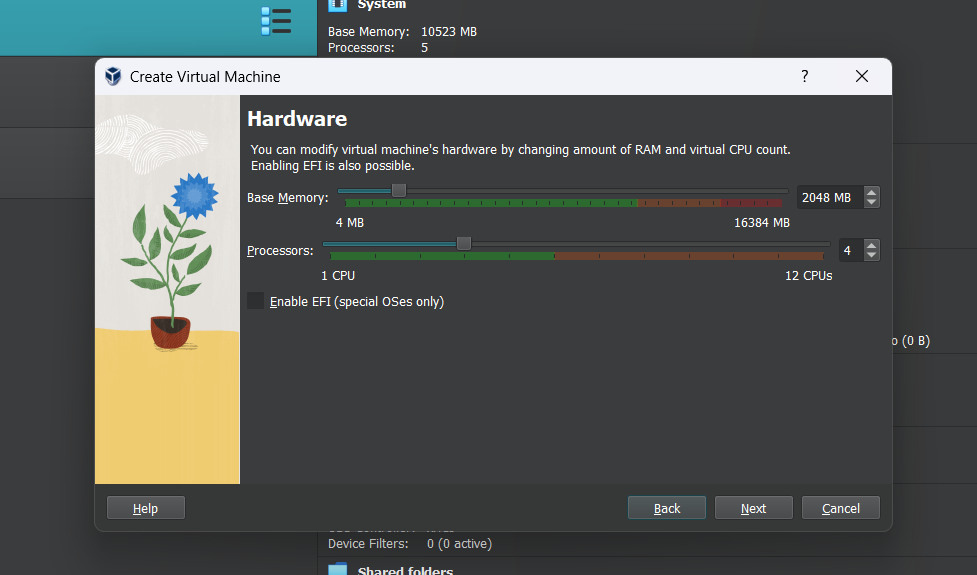 System
Base Memory: 10523 MB
Processors: 5
Create Virtual Machine
?
Hardware
You can modify virtual machine's hardware by changing amount of RAM and virtual CPU count.
Enabling EFI is also possible.
Base Memory: 2048 MB
4 MB 16384 MB
Processors: 4
1 CPU 12 CPUs
Enable EFI (special OSes only)
(0 B)
Help Back Next Cancel
Device Filters: 0 (0 active)
Shared folders